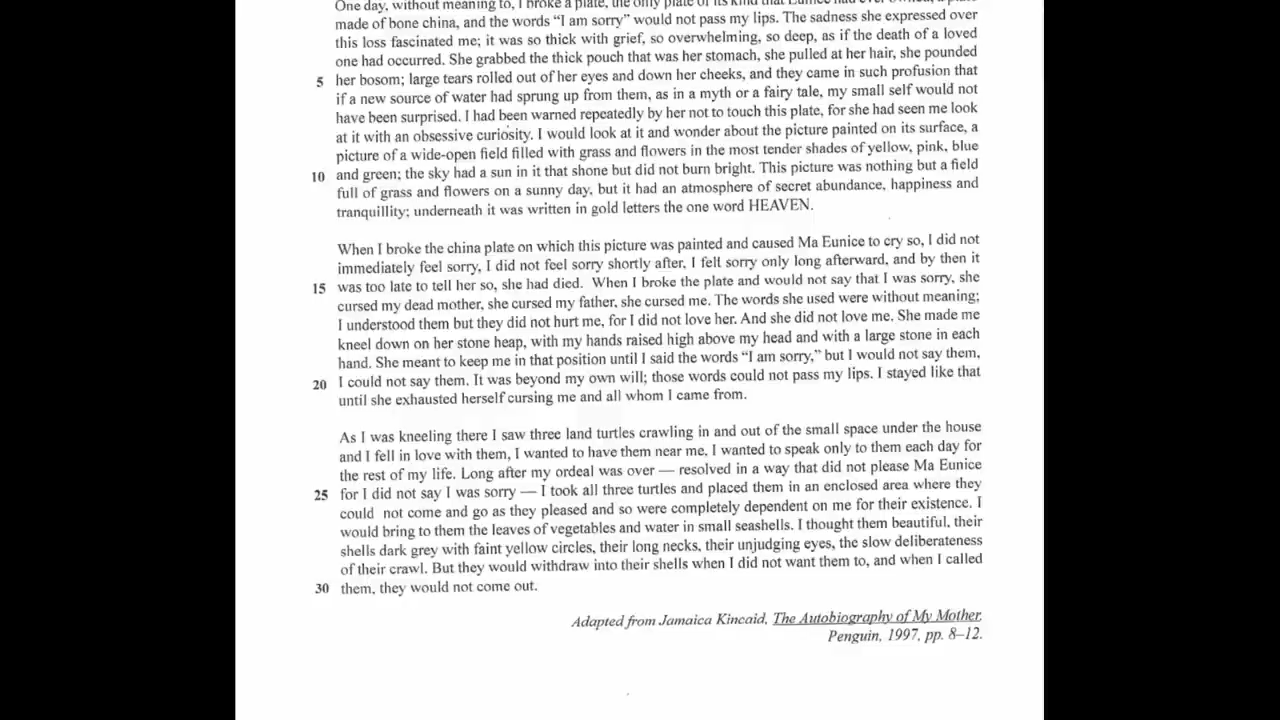 One day, without meaning to, I broke a plate, the only plate of its kind that Eunice had ever owned, a plate
made of bone china, and the words “I am sorry” would not pass my lips. The sadness she expressed over
this loss fascinated me; it was so thick with grief, so overwhelming, so deep, as if the death of a loved
one had occurred. She grabbed the thick pouch that was her stomach, she pulled at her hair, she pounded
5 her bosom; large tears rolled out of her eyes and down her cheeks, and they came in such profusion that
if a new source of water had sprung up from them, as in a myth or a fairy tale, my small self would not
have been surprised. I had been warned repeatedly by her not to touch this plate, for she had seen me look
at it with an obsessive curiosity. I would look at it and wonder about the picture painted on its surface, a
picture of a wide-open field filled with grass and flowers in the most tender shades of yellow, pink, blue
10 and green; the sky had a sun in it that shone but did not burn bright. This picture was nothing but a field
full of grass and flowers on a sunny day, but it had an atmosphere of secret abundance, happiness and
tranquillity; underneath it was written in gold letters the one word HEAVEN.
When I broke the china plate on which this picture was painted and caused Ma Eunice to cry so, I did not
immediately feel sorry, I did not feel sorry shortly after, I felt sorry only long afterward, and by then it
15 was too late to tell her so, she had died. When I broke the plate and would not say that I was sorry, she
cursed my dead mother, she cursed my father, she cursed me. The words she used were without meaning;
I understood them but they did not hurt me, for I did not love her. And she did not love me. She made me
kneel down on her stone heap, with my hands raised high above my head and with a large stone in each
hand. She meant to keep me in that position until I said the words “I am sorry,” but I would not say them,
20 I could not say them. It was beyond my own will; those words could not pass my lips. I stayed like that
until she exhausted herself cursing me and all whom I came from.
As I was kneeling there I saw three land turtles crawling in and out of the small space under the house
and I fell in love with them, I wanted to have them near me, I wanted to speak only to them each day for
the rest of my life. Long after my ordeal was over — resolved in a way that did not please Ma Eunice
25 for I did not say I was sorry — I took all three turtles and placed them in an enclosed area where they
could not come and go as they pleased and so were completely dependent on me for their existence. I
would bring to them the leaves of vegetables and water in small seashells. I thought them beautiful, their
shells dark grey with faint yellow circles, their long necks, their unjudging eyes, the slow deliberateness
of their crawl. But they would withdraw into their shells when I did not want them to, and when I called
30 them, they would not come out.
Adapted from Jamaica Kincaid, The Autobiography of My Mother,
Penguin, 1997, pp. 8–12.